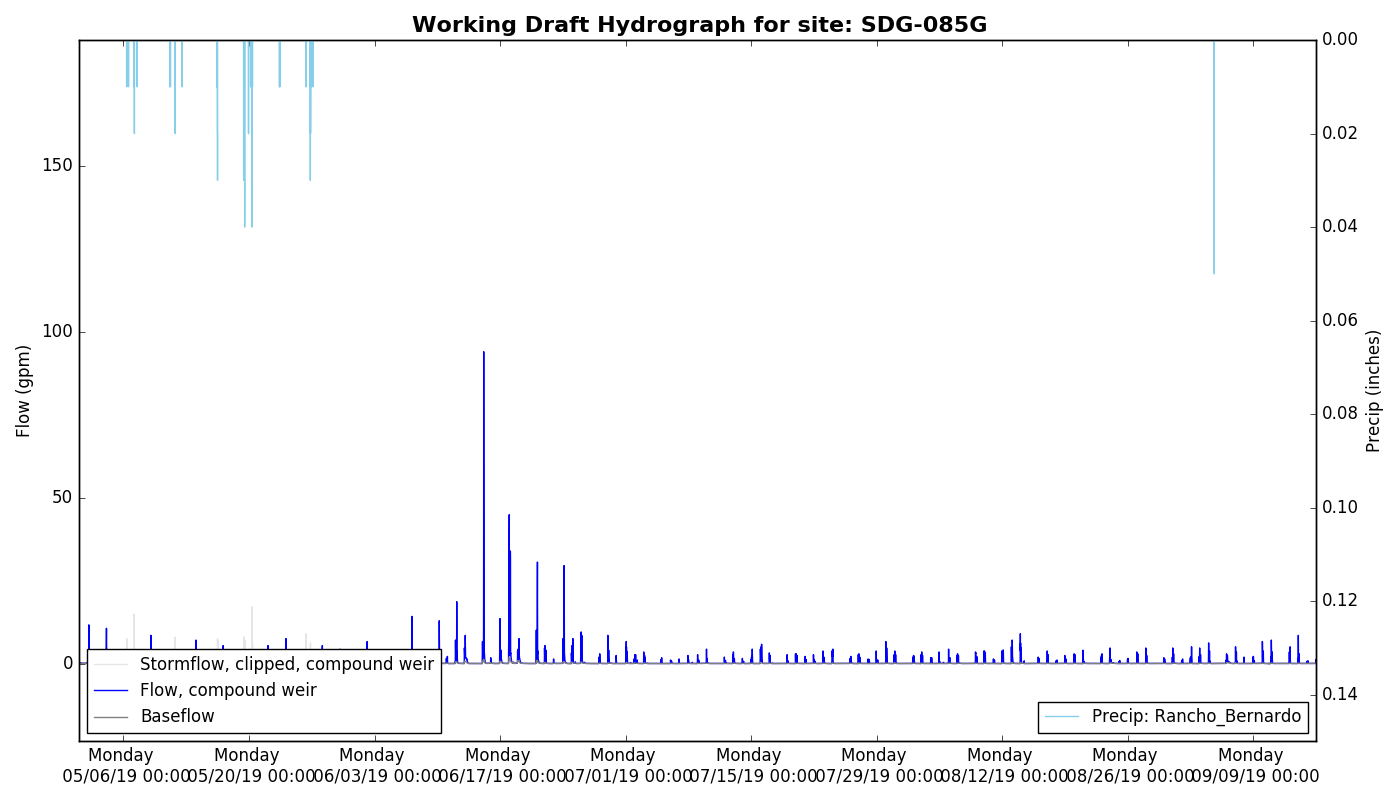 Working Draft Hydrograph for site: SDG-085G
150
100
50
0
Flow (gpm)
0.00
0.02
0.04
0.06
0.08
0.10
0.12
0.14
Precip (inches)
Stormflow, clipped, compound weir
Flow, compound weir
Baseflow
Precip: Rancho_Bernardo
Monday Monday Monday Monday Monday Monday Monday Monday Monday Monday
05/06/19 00:00 05/20/19 00:00 06/03/19 00:00 06/17/19 00:00 07/01/19 00:00 07/15/19 00:00 07/29/19 00:00 08/12/19 00:00 08/26/19 00:00 09/09/19 00:00